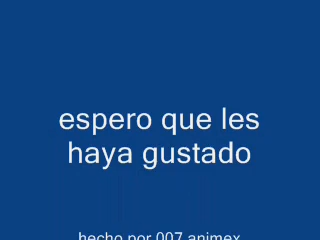 espero que les
haya gustado
hecho por 007 animex